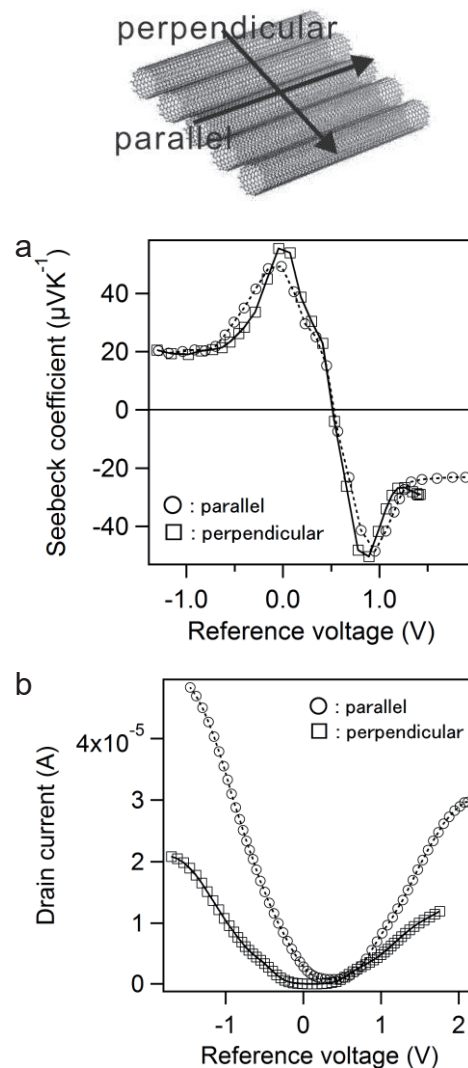 perpendicular
parallel
a
Seebeck coefficient (μVK⁻¹)
40
20
0
-20
-40
○ : parallel
□ : perpendicular
-1.0 0.0 1.0
Reference voltage (V)
b
Drain current (A)
4x10⁻⁵
3
2
1
0
○ : parallel
□ : perpendicular
-1 0 1 2
Reference voltage (V)